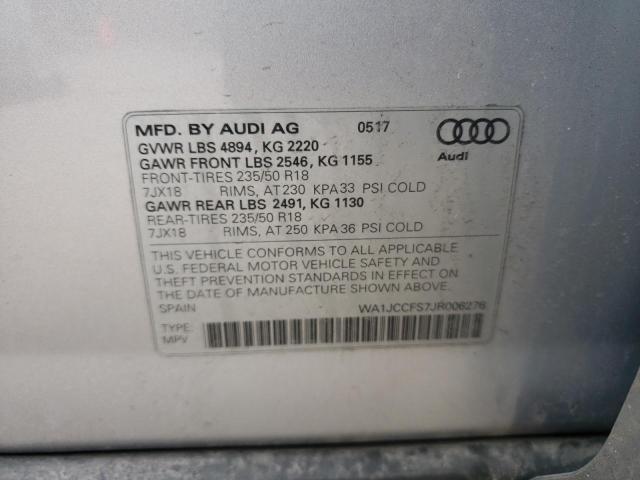 MFD. BY AUDI AG 0517
GVWR LBS 4894, KG 2220
GAWR FRONT LBS 2546, KG 1155
FRONT-TIRES 235/50 R18
7JX18 RIMS, AT 230 KPA 33 PSI COLD
GAWR REAR LBS 2491, KG 1130
REAR-TIRES 235/50 R18
7JX18 RIMS, AT 250 KPA 36 PSI COLD
Audi
THIS VEHICLE CONFORMS TO ALL APPLICABLE
U.S. FEDERAL MOTOR VEHICLE SAFETY AND
THEFT PREVENTION STANDARDS IN EFFECT ON
THE DATE OF MANUFACTURE SHOWN ABOVE.
SPAIN WA1JCCFS7JR006276
TYPE:
MPV